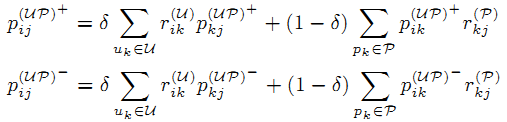 p_{ij}^{(\mathcal{UP})^+} = \delta \sum_{u_k \in \mathcal{U}} r_{ik}^{(\mathcal{U})} p_{kj}^{(\mathcal{UP})^+} + (1 - \delta) \sum_{p_k \in \mathcal{P}} p_{ik}^{(\mathcal{UP})^+} r_{kj}^{(\mathcal{P})}
p_{ij}^{(\mathcal{UP})^-} = \delta \sum_{u_k \in \mathcal{U}} r_{ik}^{(\mathcal{U})} p_{kj}^{(\mathcal{UP})^-} + (1 - \delta) \sum_{p_k \in \mathcal{P}} p_{ik}^{(\mathcal{UP})^-} r_{kj}^{(\mathcal{P})}